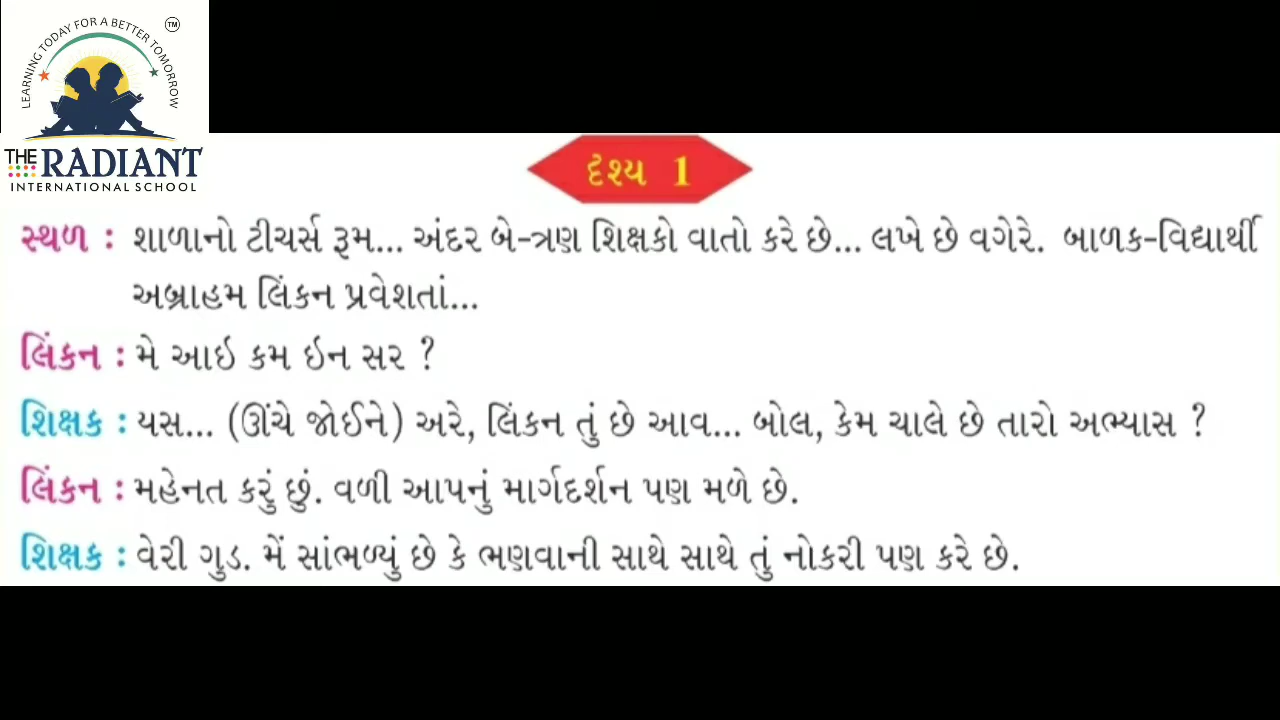 LEARNING TODAY FOR A BETTER TOMORROW
TM
THE RADIANT
INTERNATIONAL SCHOOL
દૃશ્ય 1
સ્થળ : શાળાનો ટીચર્સ રૂમ... અંદર બે-ત્રણ શિક્ષકો વાતો કરે છે... લખે છે વગેરે. બાળક-વિદ્યાર્થી
અબ્રાહમ લિંકન પ્રવેશતાં...
લિંકન : મે આઇ કમ ઇન સર ?
શિક્ષક : યસ... (ઊંચે જોઈને) અરે, લિંકન તું છે આવ... બોલ, કેમ ચાલે છે તારો અભ્યાસ ?
લિંકન : મહેનત કરું છું. વળી આપનું માર્ગદર્શન પણ મળે છે.
શિક્ષક : વેરી ગુડ. મેં સાંભળ્યું છે કે ભણવાની સાથે સાથે તું નોકરી પણ કરે છે.